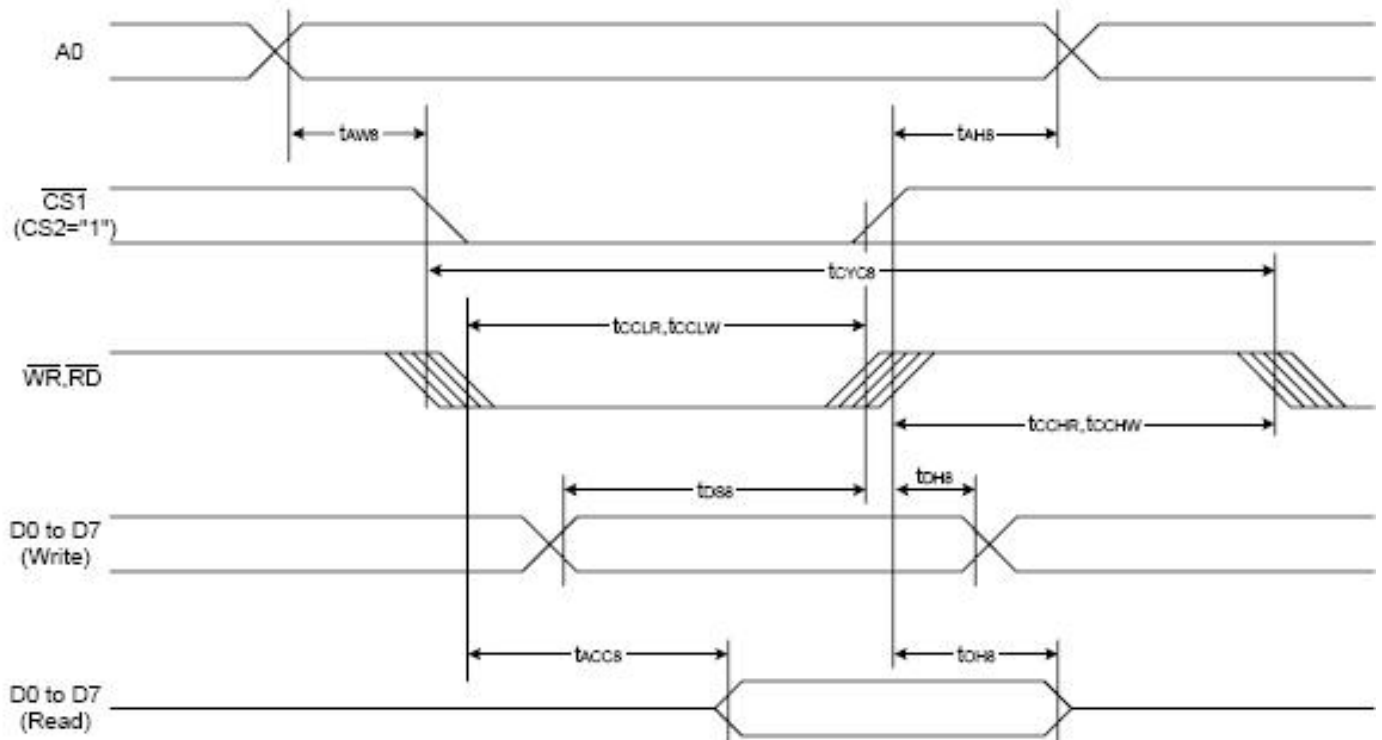 A0
tAW8
tAH8
CS1
(CS2="1")
tCYC8
tCCLR,tCCLW
WR,RD
tCCHR,tCCHW
tDS8
tDH8
D0 to D7
(Write)
tACC8
tOH8
D0 to D7
(Read)